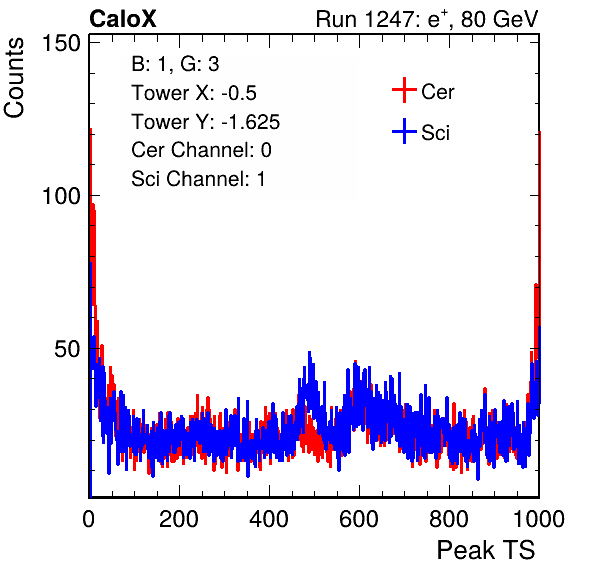 CaloX Run 1247: e+, 80 GeV
150
Counts
B: 1, G: 3
Tower X: -0.5
Tower Y: -1.625
Cer Channel: 0
Sci Channel: 1
Cer
Sci
100
50
0 200 400 600 800 1000
Peak TS